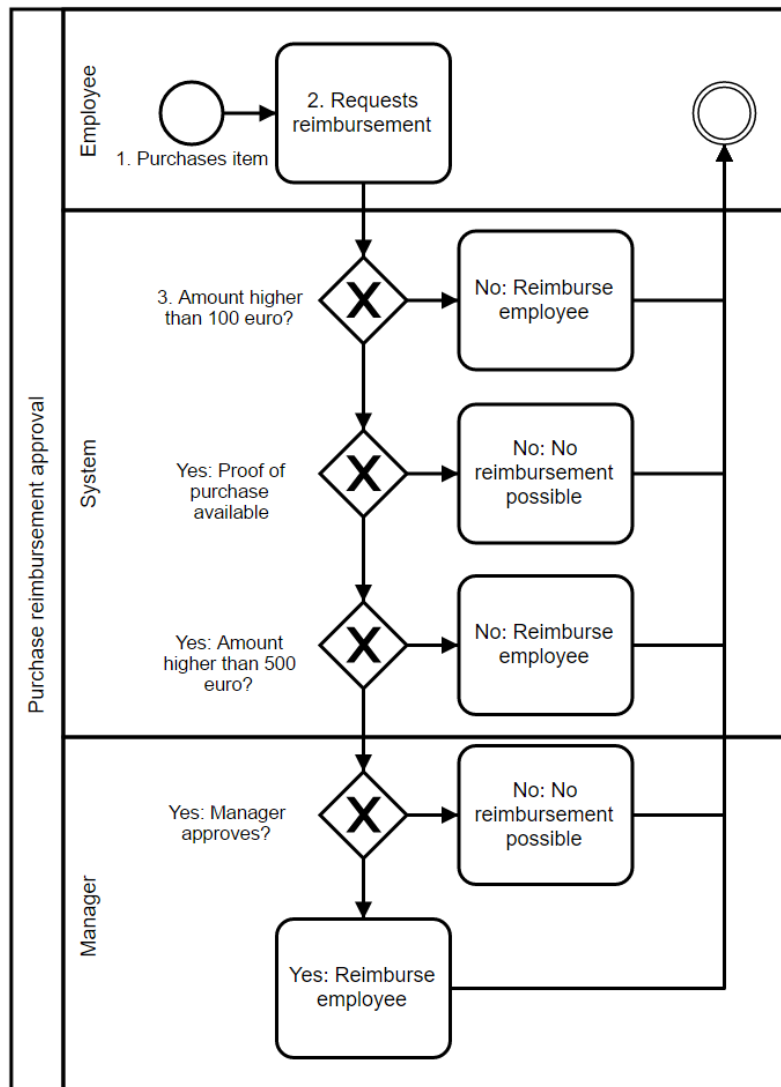 Purchase reimbursement approval
Employee
1. Purchases item
2. Requests
reimbursement
System
3. Amount higher
than 100 euro?
X
No: Reimburse
employee
Yes: Proof of
purchase
available
X
No: No
reimbursement
possible
Yes: Amount
higher than 500
euro?
X
No: Reimburse
employee
Manager
Yes: Manager
approves?
X
No: No
reimbursement
possible
Yes: Reimburse
employee